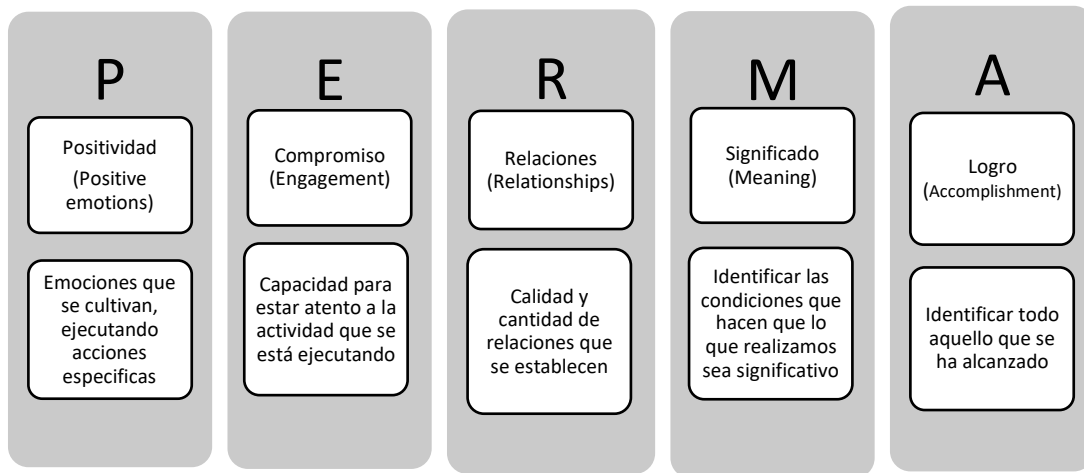 P
Positividad
(Positive
emotions)
Emociones que
se cultivan,
ejecutando
acciones
especificas
E
Compromiso
(Engagement)
Capacidad para
estar atento a la
actividad que se
está ejecutando
R
Relaciones
(Relationships)
Calidad y
cantidad de
relaciones que
se establecen
M
Significado
(Meaning)
Identificar las
condiciones que
hacen que lo
que realizamos
sea significativo
A
Logro
(Accomplishment)
Identificar todo
aquello que se
ha alcanzado